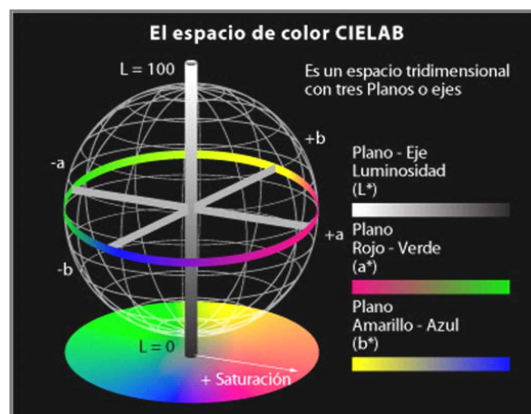 El espacio de color CIELAB
L = 100
Es un espacio tridimensional
con tres Planos o ejes
+b
-a
+a
-b
Plano - Eje
Luminosidad
(L*)
Plano
Rojo - Verde
(a*)
Plano
Amarillo - Azul
(b*)
L = 0
+ Saturación